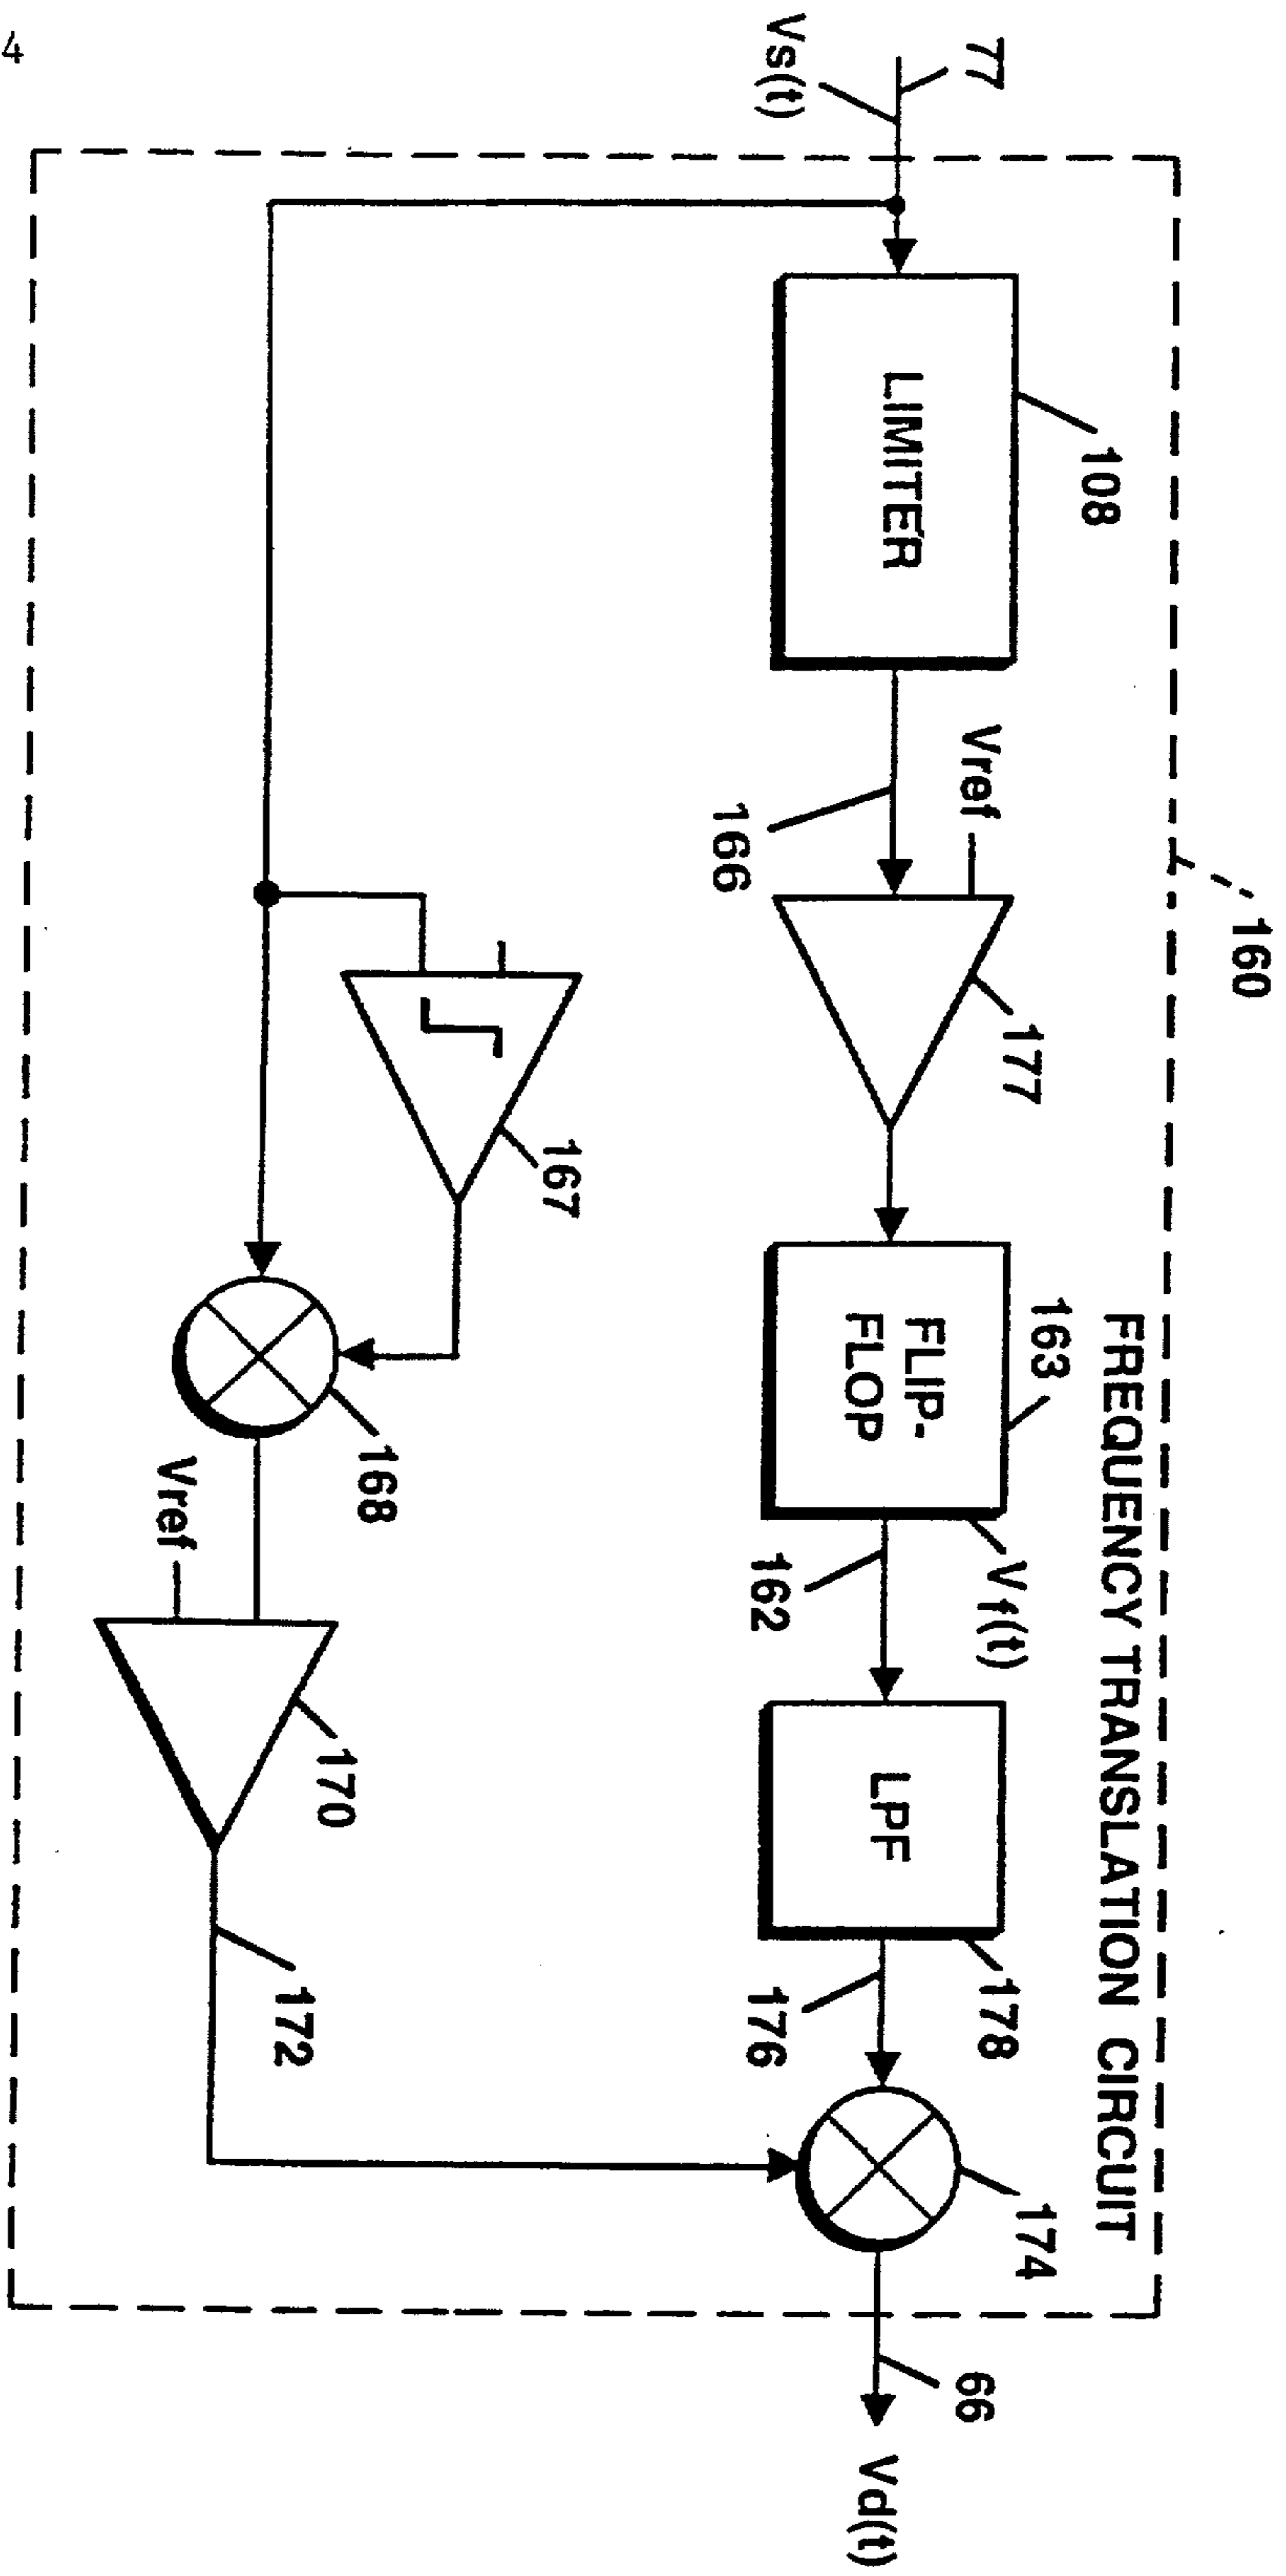 4
160
FREQUENCY TRANSLATION CIRCUIT
77
Vs(t)
108
LIMITER
Vref
166
177
163
FLIP-
FLOP
Vf(t)
162
LPF
178
176
174
66
Vd(t)
167
168
Vref
170
172